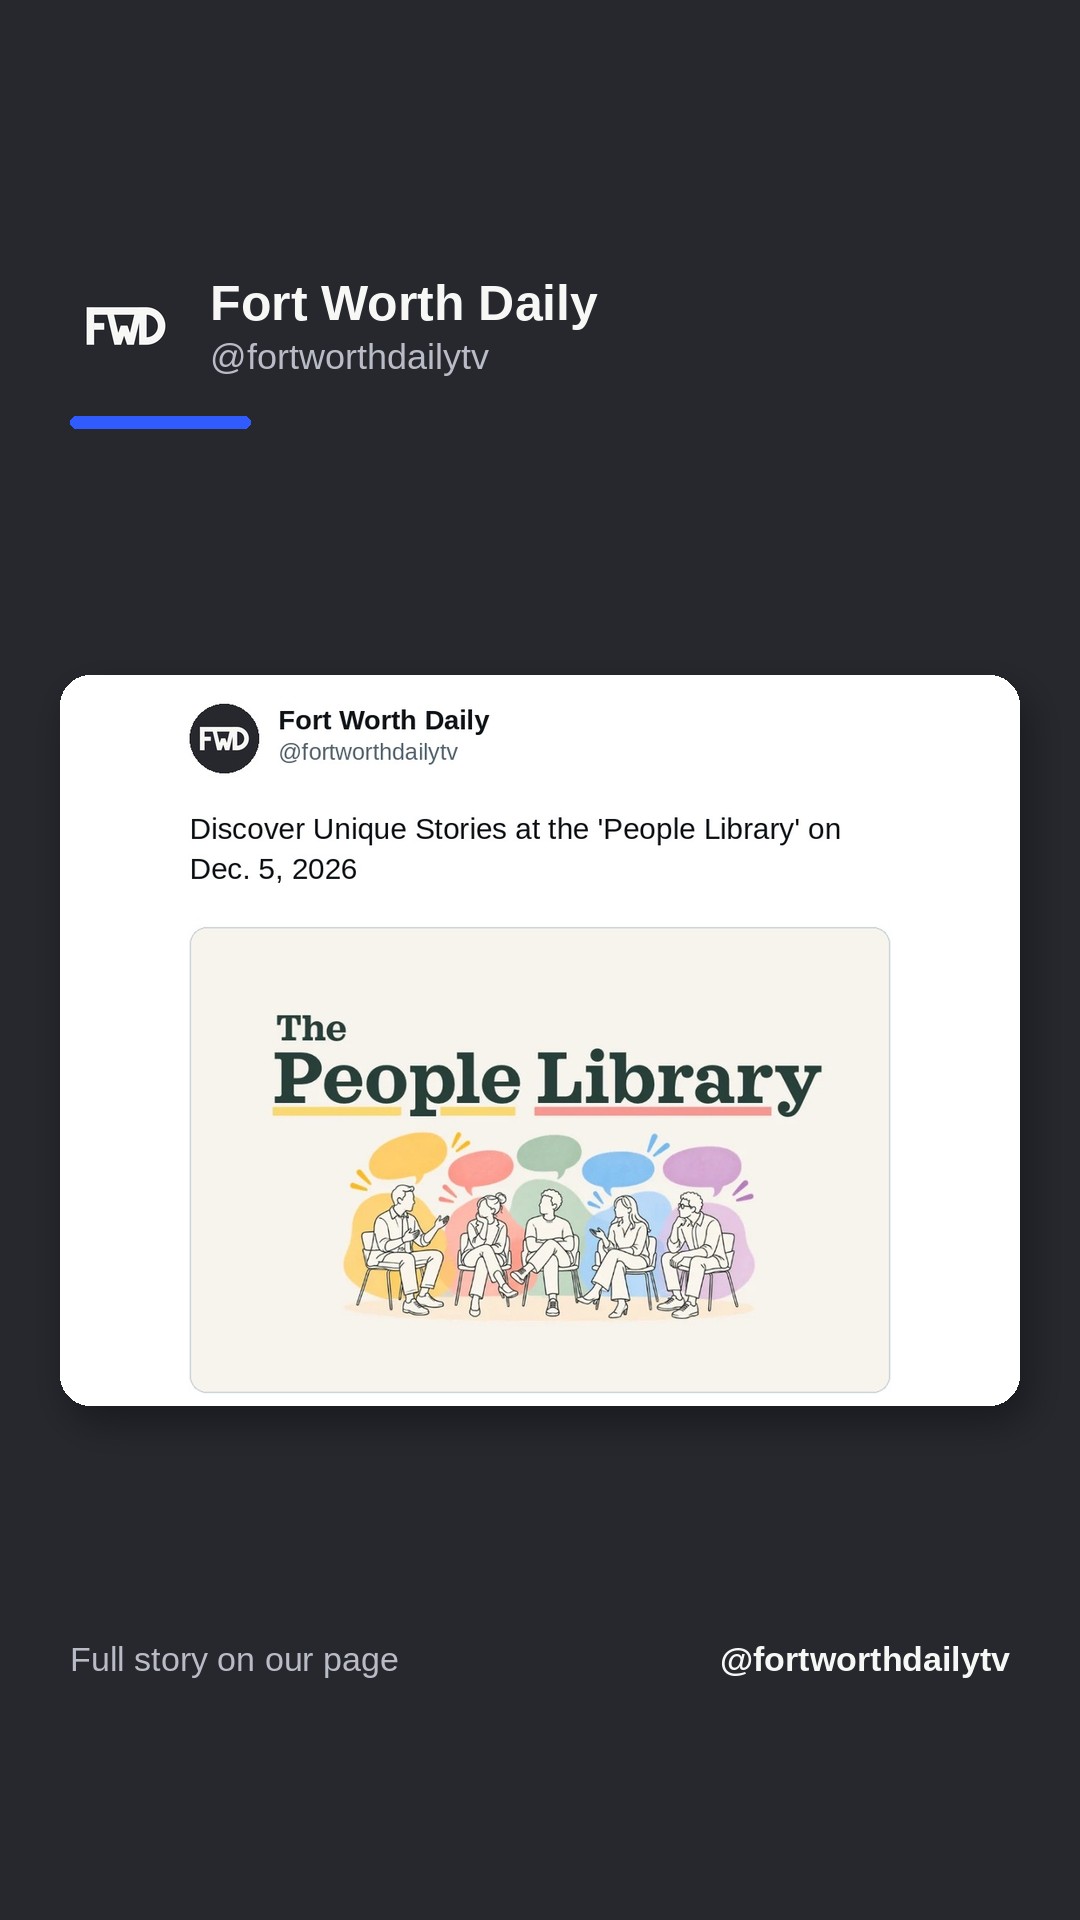 FWD
Fort Worth Daily
@fortworthdailytv
FWD
Fort Worth Daily
@fortworthdailytv
Discover Unique Stories at the 'People Library' on
Dec. 5, 2026
The
People Library
Full story on our page
@fortworthdailytv